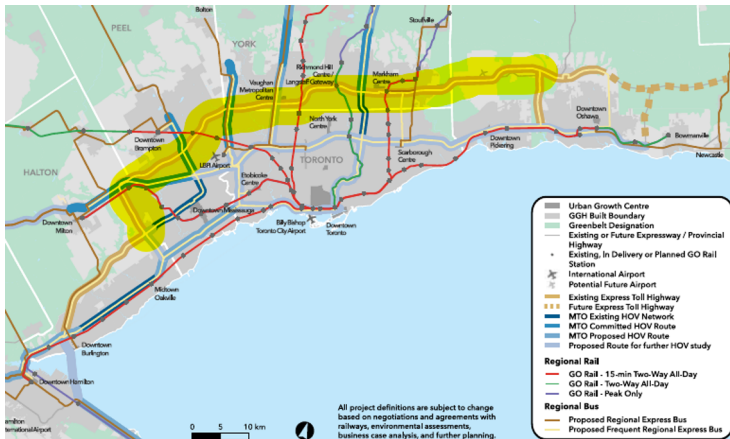 Bolton
PEEL
YORK
Stouffville
Richmond Hill
Centre /
Langstaff Gateway
Markham
Centre
Vaughan
Metropolitan
Centre
North York
Centre
Downtown
Oshawa
Downtown
Brampton
TORONTO
Bowmanville
HALTON
LBP Airport
Scarborough
Centre
Downtown
Pickering
Newcastle
Etobicoke
Centre
Downtown
Milton
Downtown Mississauga
Billy Bishop
Toronto City Airport
Downtown
Toronto
Midtown
Oakville
Downtown
Burlington
Downtown Hamilton
amilton
nternational Airport
0 5 10 km
All project definitions are subject to change
based on negotiations and agreements with
railways, environmental assessments,
business case analysis, and further planning.
Urban Growth Centre
GGH Built Boundary
Greenbelt Designation
Existing or Future Expressway / Provincial
Highway
Existing, In Delivery or Planned GO Rail
Station
International Airport
Potential Future Airport
Existing Express Toll Highway
Future Express Toll Highway
MTO Existing HOV Network
MTO Committed HOV Route
MTO Proposed HOV Route
Proposed Route for further HOV study
Regional Rail
GO Rail - 15-min Two-Way All-Day
GO Rail - Two-Way All-Day
GO Rail - Peak Only
Regional Bus
Proposed Regional Express Bus
Proposed Frequent Regional Express Bus